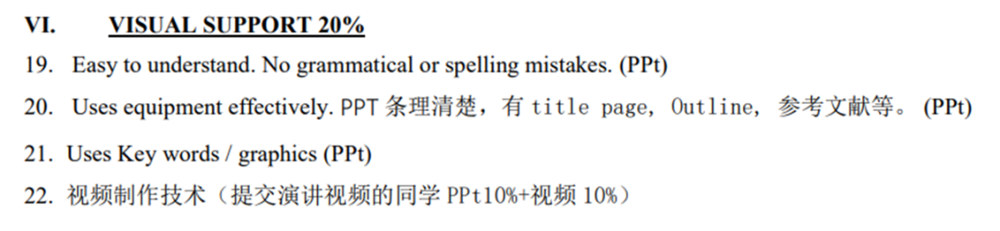 VI. VISUAL SUPPORT 20%
19. Easy to understand. No grammatical or spelling mistakes. (PPt)
20. Uses equipment effectively. PPT 条理清楚，有 title page, Outline, 参考文献等。 (PPt)
21. Uses Key words / graphics (PPt)
22. 视频制作技术（提交演讲视频的同学 PPt10%+视频 10%）